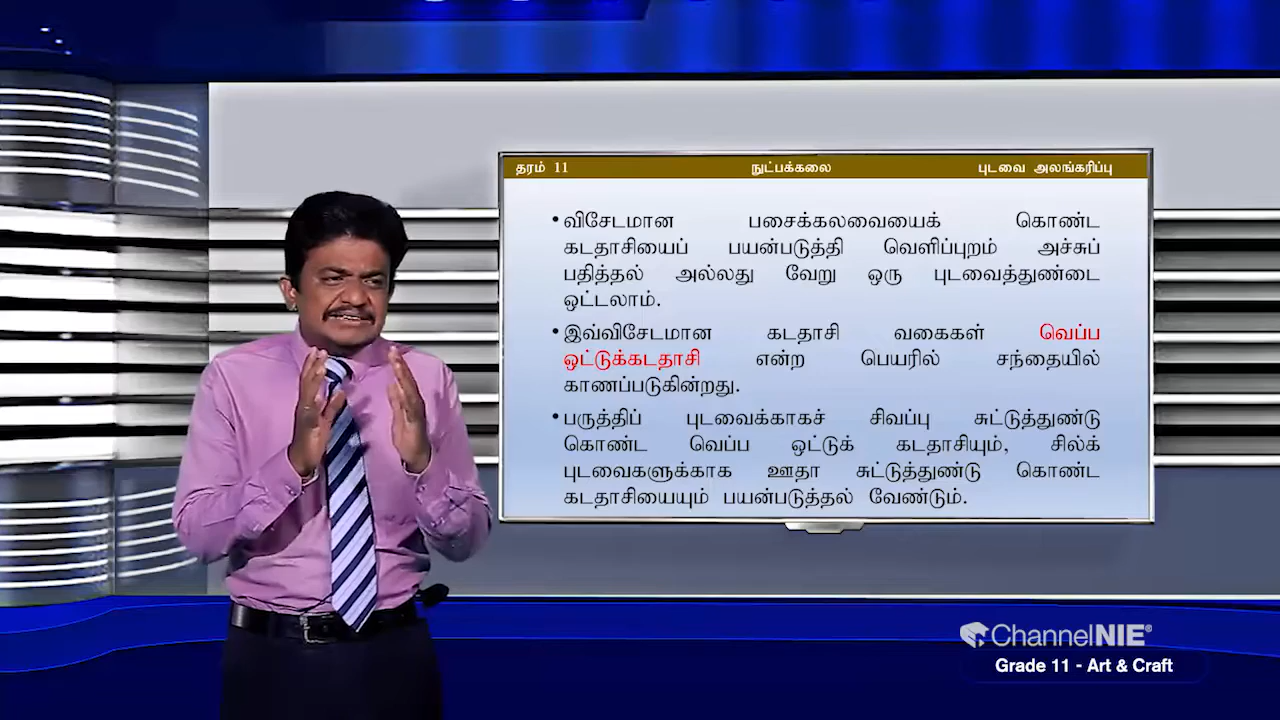 தரம் 11 நுட்பக்கலை புடவை அலங்கரிப்பு
•விசேடமான பசைக்கலவையைக் கொண்ட
கடதாசியைப் பயன்படுத்தி வெளிப்புறம் அச்சுப்
பதித்தல் அல்லது வேறு ஒரு புடவைத்துண்டை
ஒட்டலாம்.
•இவ்விசேடமான கடதாசி வகைகள் வெப்ப
ஒட்டுக்கடதாசி என்ற பெயரில் சந்தையில்
காணப்படுகின்றது.
•பருத்திப் புடவைக்காகச் சிவப்பு சுட்டுத்துண்டு
கொண்ட வெப்ப ஒட்டுக் கடதாசியும், சில்க்
புடவைகளுக்காக ஊதா சுட்டுத்துண்டு கொண்ட
கடதாசியையும் பயன்படுத்தல் வேண்டும்.
ChannelNIE®
Grade 11 - Art & Craft